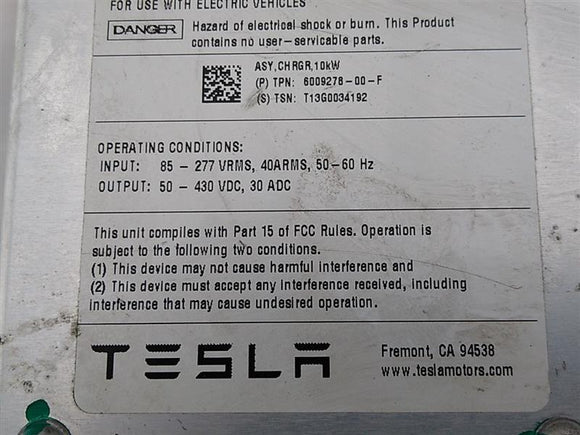 FOR USE WITH ELECTRIC VEHICLES
DANGER Hazard of electrical shock or burn. This Product
contains no user-servicable parts.
ASY,CHRGR,10kW
(P) TPN: 6009278-00-F
(S) TSN: T13G0034192
OPERATING CONDITIONS:
INPUT: 85 - 277 VRMS, 40ARMS, 50-60 Hz
OUTPUT: 50 - 430 VDC, 30 ADC
This unit compiles with Part 15 of FCC Rules. Operation is
subject to the following two conditions.
(1) This device may not cause harmful interference and
(2) This device must accept any interference received, including
interference that may cause undesired operation.
TESLA
Fremont, CA 94538
www.teslamotors.com